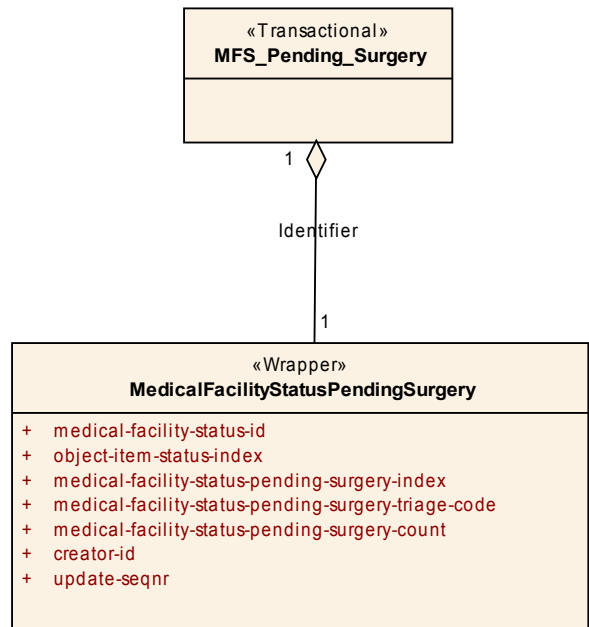 «Transactional»
MFS_Pending_Surgery
1
Identifier
1
«Wrapper»
MedicalFacilityStatusPendingSurgery
+ medical-facility-status-id
+ object-item-status-index
+ medical-facility-status-pending-surgery-index
+ medical-facility-status-pending-surgery-triage-code
+ medical-facility-status-pending-surgery-count
+ creator-id
+ update-seqnr